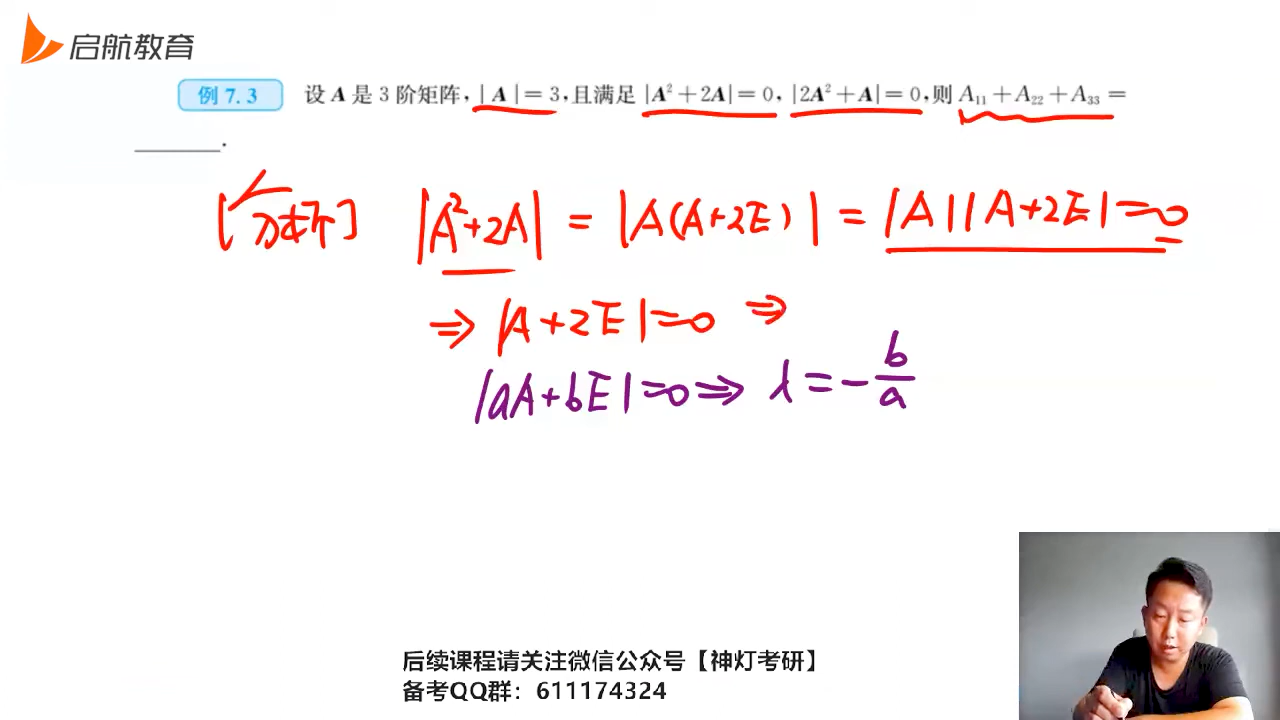 启航教育
例 7.3 设 A 是 3 阶矩阵,|A|=3,且满足 |A²+2A|=0,|2A²+A|=0,则 A₁₁+A₂₂+A₃₃=
________.
[分析] |A²+2A| = |A(A+2E)| = |A||A+2E|=0
⇒ |A+2E|=0 ⇒
|aA+bE|=0 ⇒ λ=-b/a
后续课程请关注微信公众号【神灯考研】
备考QQ群：611174324